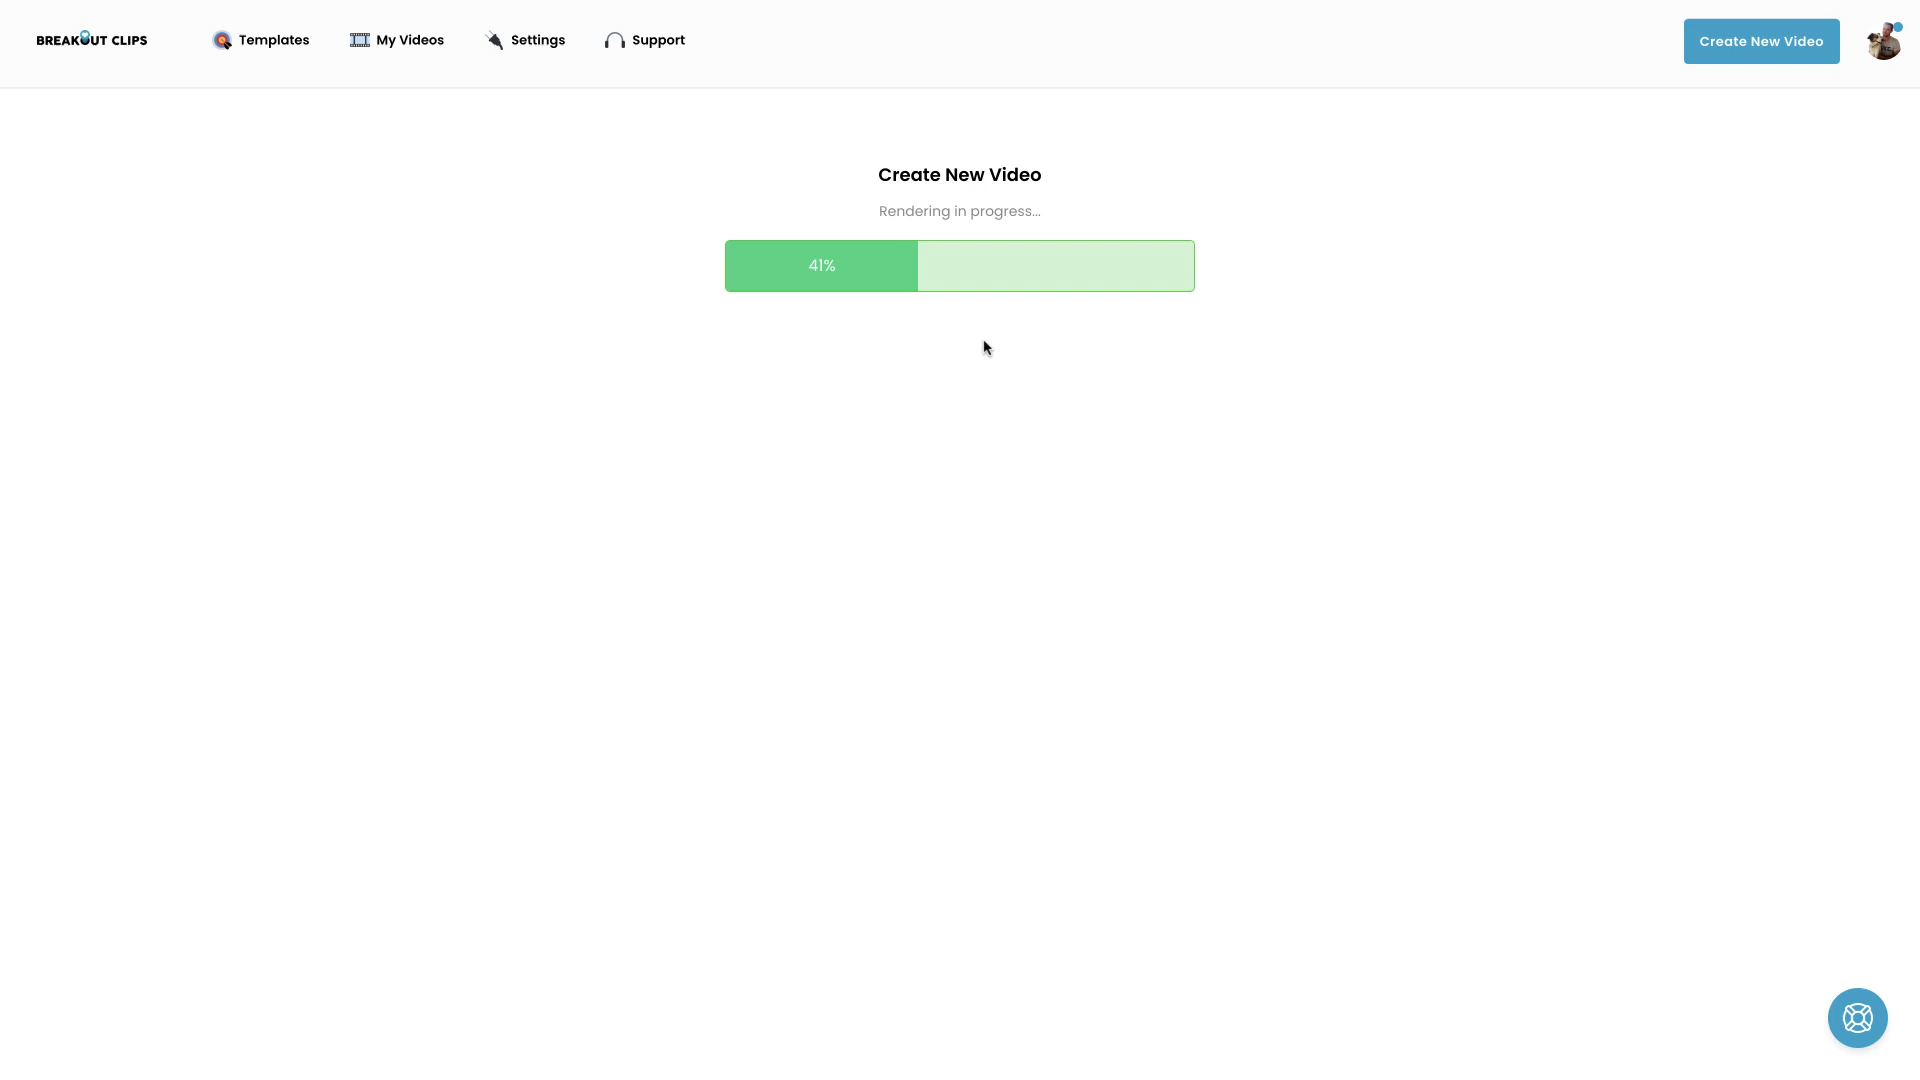 BREAKOUT CLIPS
Templates
My Videos
Settings
Support
Create New Video
Create New Video
Rendering in progress...
41%